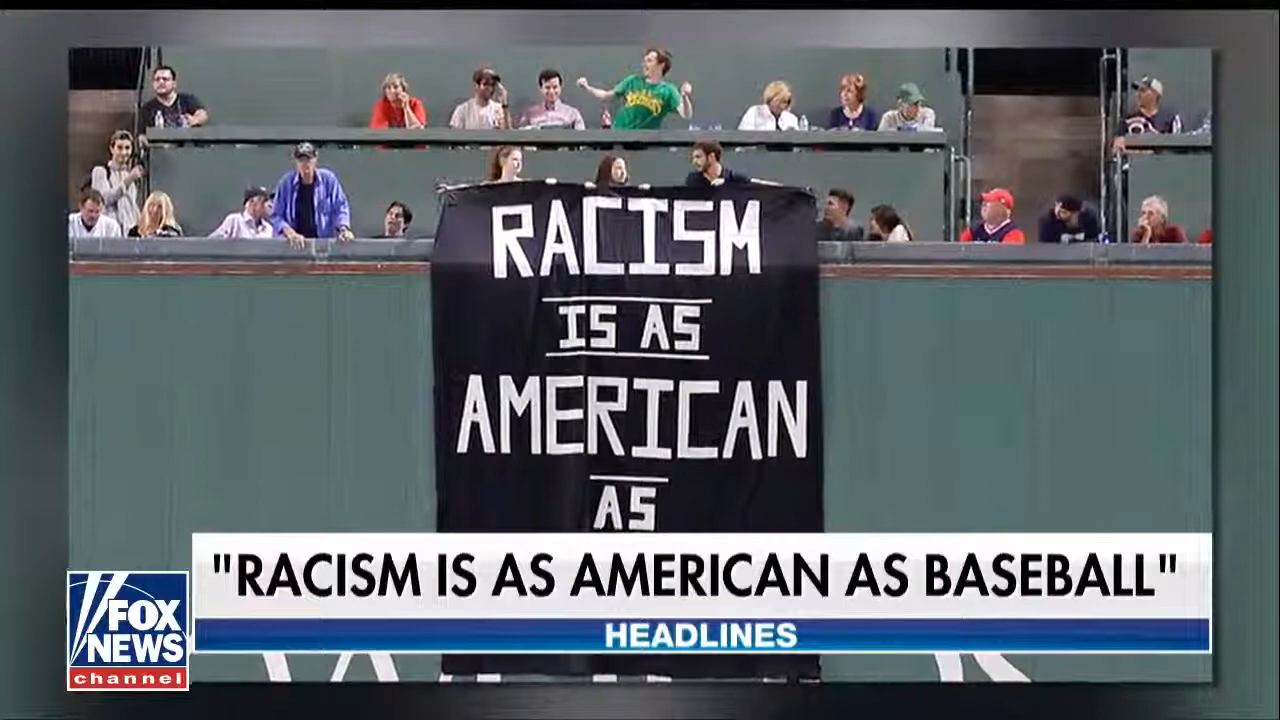 RACISM
IS AS
AMERICAN
AS
"RACISM IS AS AMERICAN AS BASEBALL"
HEADLINES
FOX
NEWS
channel